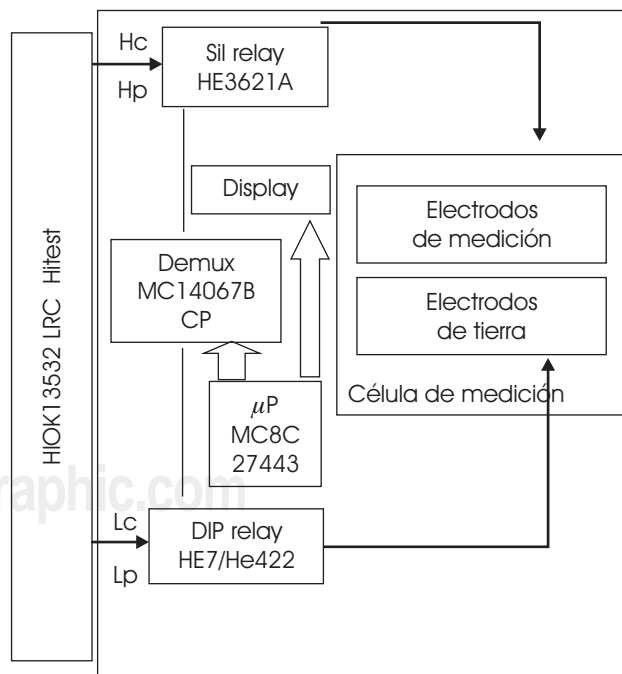 HIOK13532 LRC Hitest
Hc
Hp
Sil relay
HE3621A
Display
Demux
MC14067B
CP
µP
MC8C
27443
Electrodos
de medición
Electrodos
de tierra
Célula de medición
Lc
Lp
DIP relay
HE7/He422
raphic.com